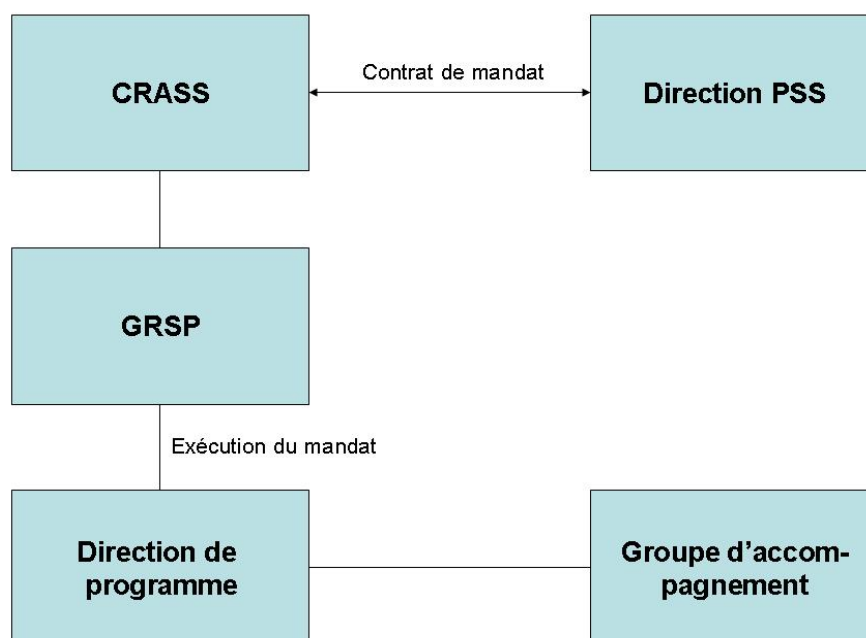 CRASS
Contrat de mandat
Direction PSS
GRSP
Exécution du mandat
Direction de
programme
Groupe d’accom-
pagnement